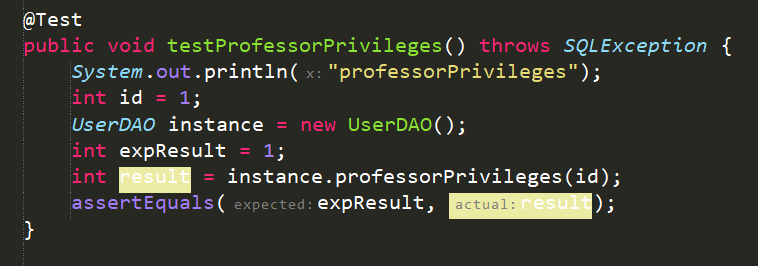 @Test
public void testProfessorPrivileges() throws SQLException {
System.out.println( x: "professorPrivileges");
int id = 1;
UserDAO instance = new UserDAO();
int expResult = 1;
int result = instance.professorPrivileges(id);
assertEquals( expected: expResult, actual: result);
}